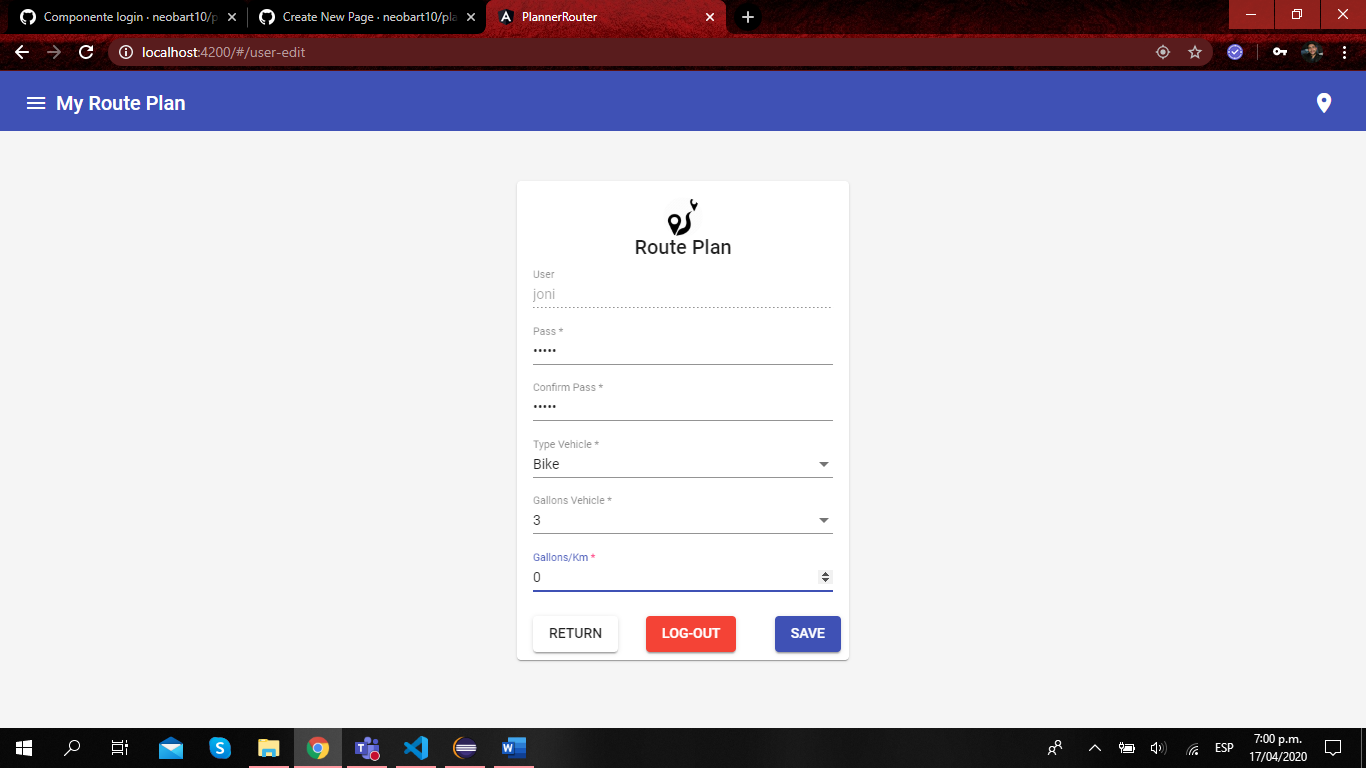 Componente login · neobart10/p
Create New Page · neobart10/pla
PlannerRouter
localhost:4200/#/user-edit
My Route Plan
Route Plan
User
joni
Pass *
•••••
Confirm Pass *
•••••
Type Vehicle *
Bike
Gallons Vehicle *
3
Gallons/Km *
0
RETURN
LOG-OUT
SAVE
ESP
7:00 p.m.
17/04/2020